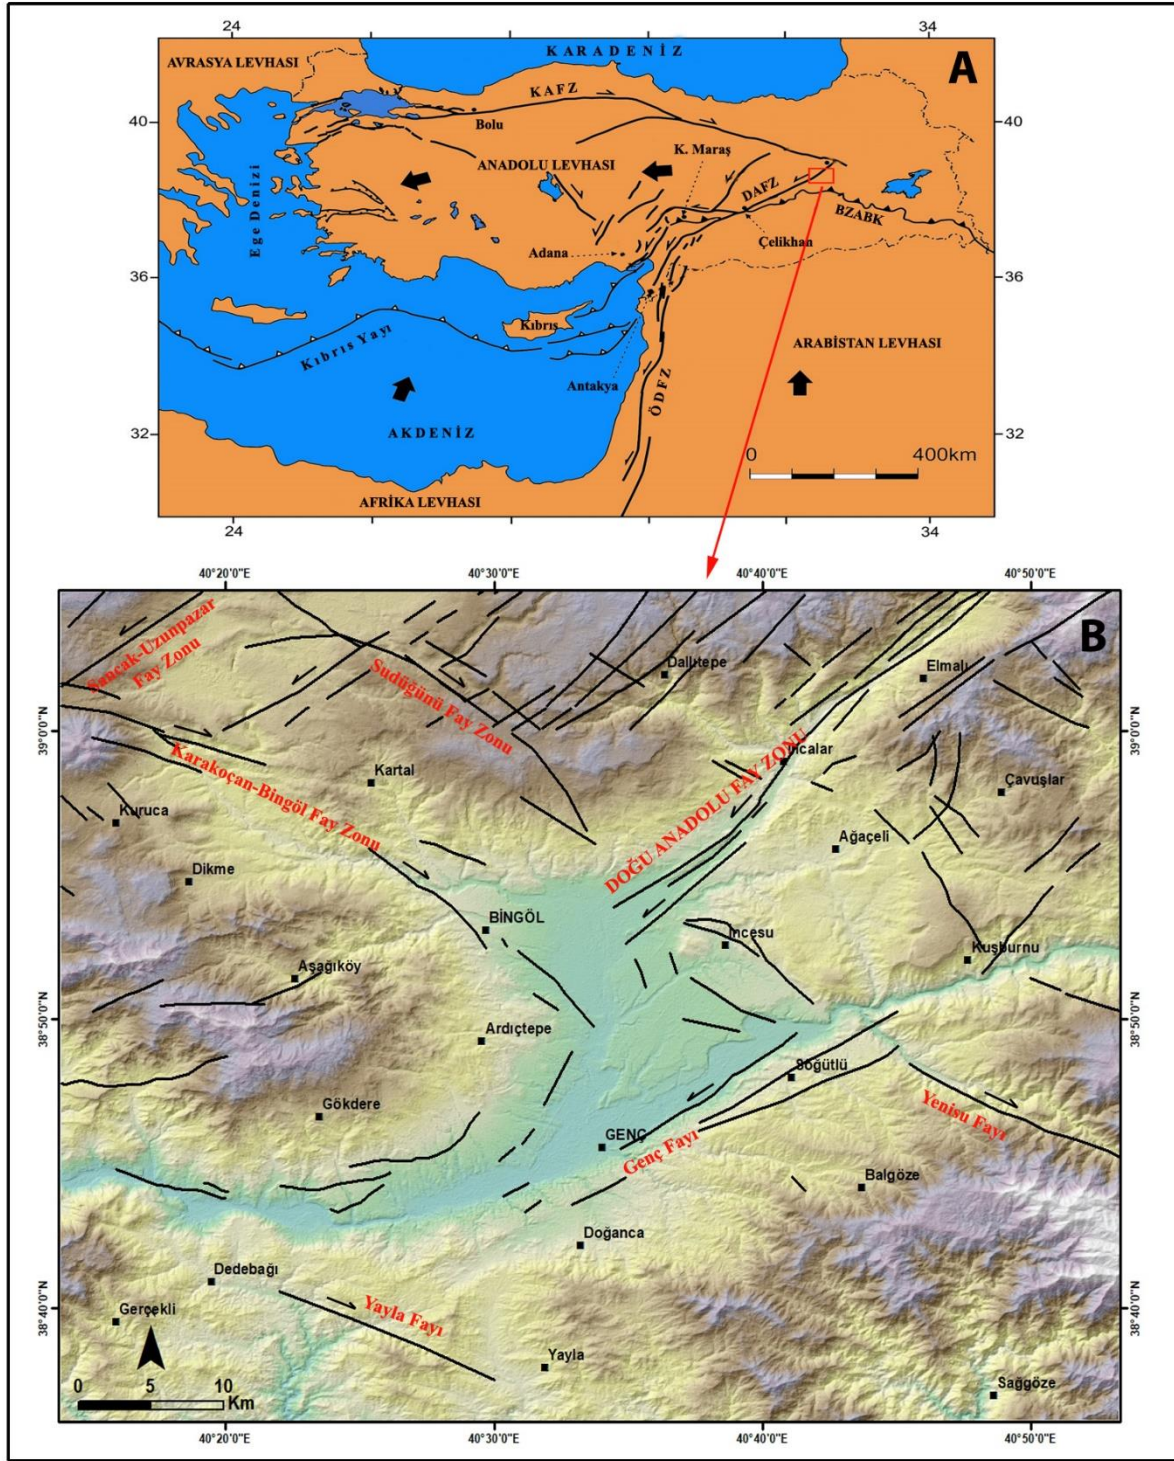 24
34
KARADENİZ
AVRASYA LEVHASI
A
KAFZ
40
40
Bolu
K. Maraş
ANADOLU LEVHASI
DAFZ
BZABK
Ege Denizi
Çelikhan
Adana
36
36
Kıbrıs
Kıbrıs Yayı
ARABİSTAN LEVHASI
Antakya
ÖDFZ
32
AKDENİZ
32
0
400km
AFRİKA LEVHASI
24
34
40°20'0"E
40°30'0"E
40°40'0"E
40°50'0"E
B
Sancak-Uzunpazar
Fay Zonu
Sudüğünü Fay Zonu
Dallıtepe
Elmalı
39°0'0"N
39°0'0"N
Karakoçan-Bingöl Fay Zonu
Kartal
DOĞU ANADOLU FAY ZONU
Ilıcalar
Çavuşlar
Kuruca
Ağaçeli
Dikme
BİNGÖL
İncesu
Kuşburnu
Aşağıköy
38°50'0"N
38°50'0"N
Ardıçtepe
Söğütlü
Gökdere
Yenisu Fayı
GENÇ
Genç Fayı
Balgöze
Doğanca
Dedebağı
38°40'0"N
38°40'0"N
Gerçekli
Yayla Fayı
Yayla
Sağgöze
0
5
10
Km
40°20'0"E
40°30'0"E
40°40'0"E
40°50'0"E